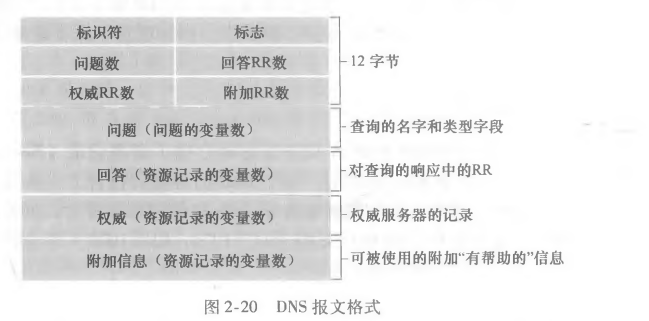 标识符 标志
问题数 回答RR数 12字节
权威RR数 附加RR数
问题（问题的变量数） 查询的名字和类型字段
回答（资源记录的变量数） 对查询的响应中的RR
权威（资源记录的变量数） 权威服务器的记录
附加信息（资源记录的变量数） 可被使用的附加“有帮助的”信息
图 2-20 DNS 报文格式